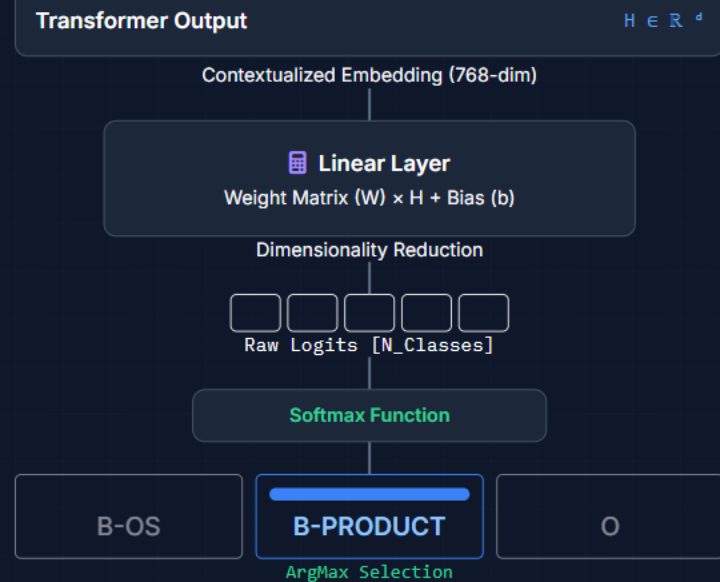 Transformer Output
H ∈ ℝ ᵈ
Contextualized Embedding (768-dim)
Linear Layer
Weight Matrix (W) × H + Bias (b)
Dimensionality Reduction
Raw Logits [N_Classes]
Softmax Function
B-OS
B-PRODUCT
O
ArgMax Selection